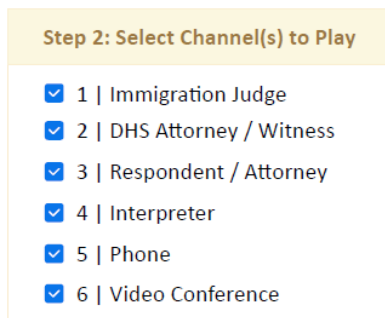 Step 2: Select Channel(s) to Play
1 | Immigration Judge
2 | DHS Attorney / Witness
3 | Respondent / Attorney
4 | Interpreter
5 | Phone
6 | Video Conference